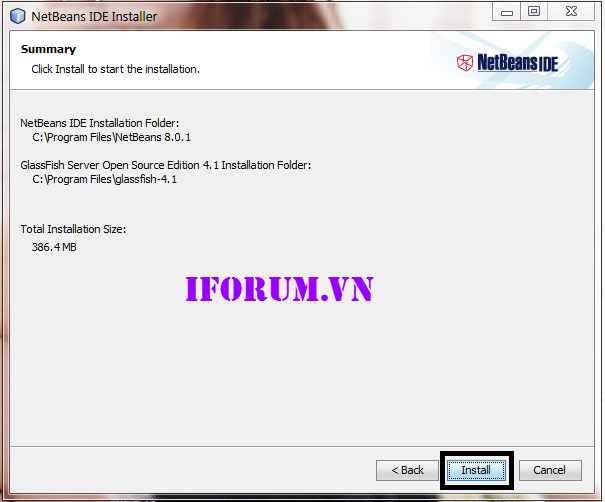 NetBeans IDE Installer
Summary
Click Install to start the installation.
NetBeans IDE
NetBeans IDE Installation Folder:
C:\Program Files\NetBeans 8.0.1
GlassFish Server Open Source Edition 4.1 Installation Folder:
C:\Program Files\glassfish-4.1
Total Installation Size:
386.4 MB
IFORUM.VN
< Back Install Cancel